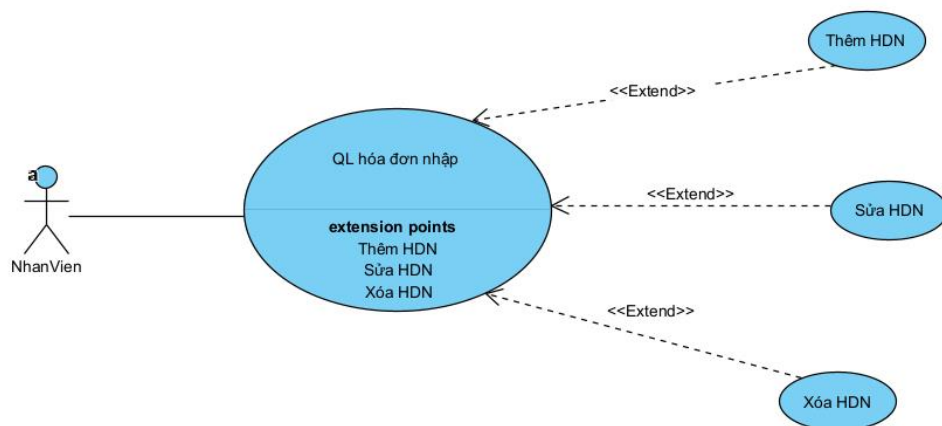 Thêm HDN
<<Extend>>
QL hóa đơn nhập
<<Extend>>
a
extension points
Sửa HDN
Thêm HDN
Sửa HDN
NhanVien
Xóa HDN
<<Extend>>
Xóa HDN